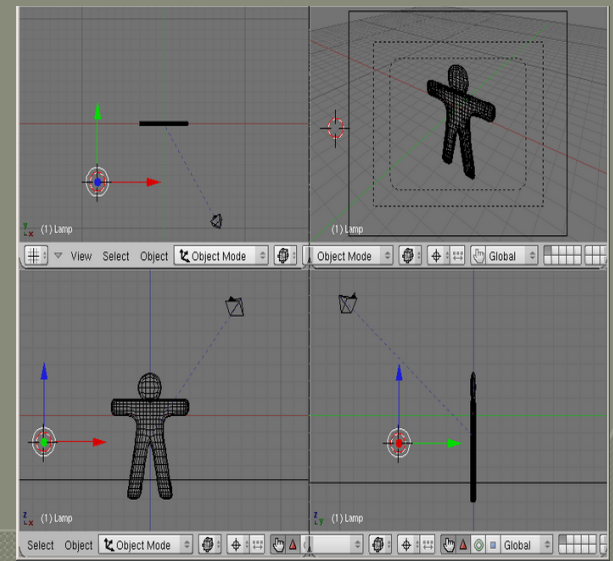 z
y x
(1) Lamp
(1) Lamp
View Select Object Object Mode
Object Mode Global
z
x
(1) Lamp
z
y
(1) Lamp
Select Object Object Mode
Global